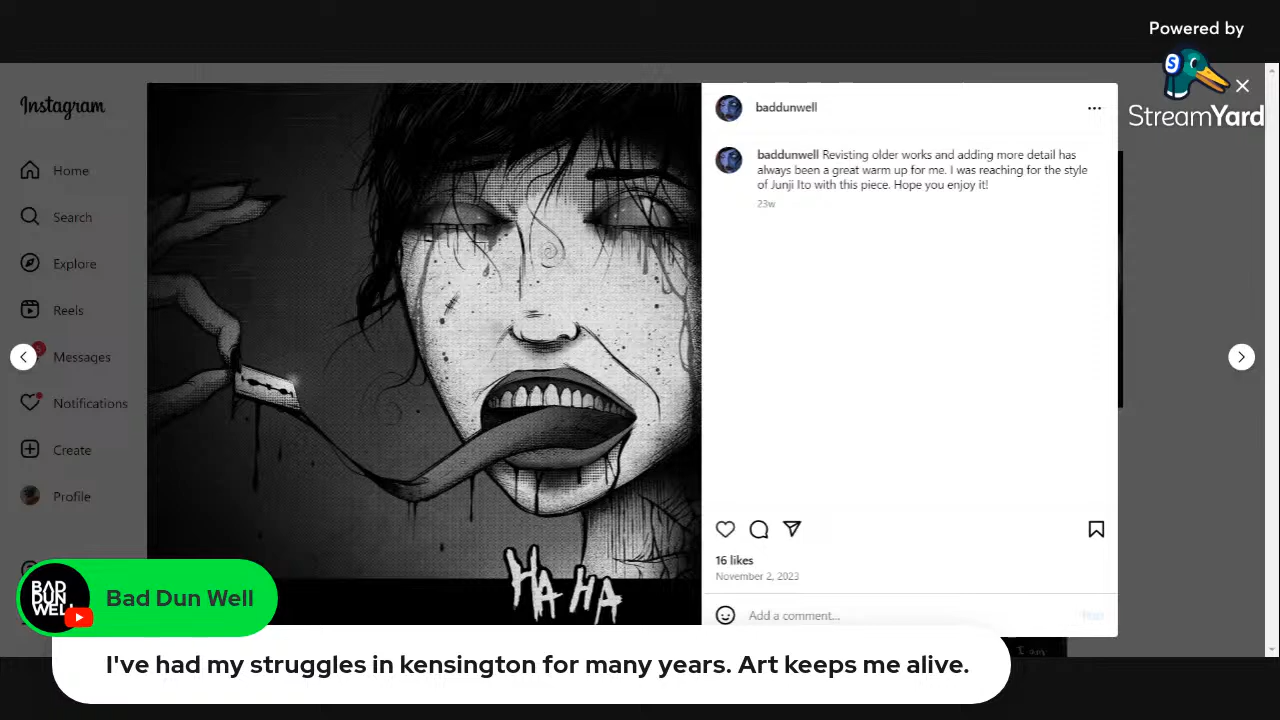 Powered by
StreamYard
Instagram
baddunwell
...
Home
Search
Explore
Reels
Messages
Notifications
Create
Profile
baddunwell Revisting older works and adding more detail has
always been a great warm up for me. I was reaching for the style
of Junji Ito with this piece. Hope you enjoy it!
23w
HA HA
16 likes
November 2, 2023
Add a comment...
Post
BAD
DUN
WELL
Bad Dun Well
I've had my struggles in kensington for many years. Art keeps me alive.